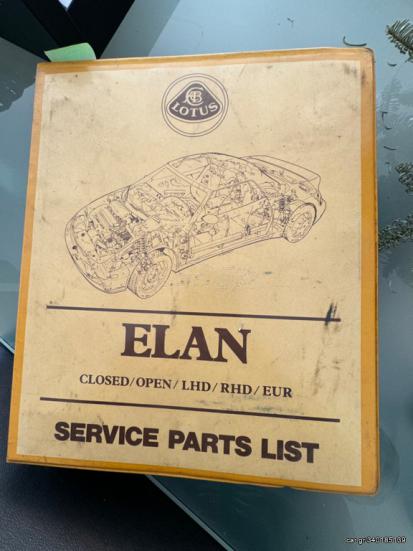 LOTUS
ELAN
CLOSED/OPEN/LHD/RHD/EUR
SERVICE PARTS LIST